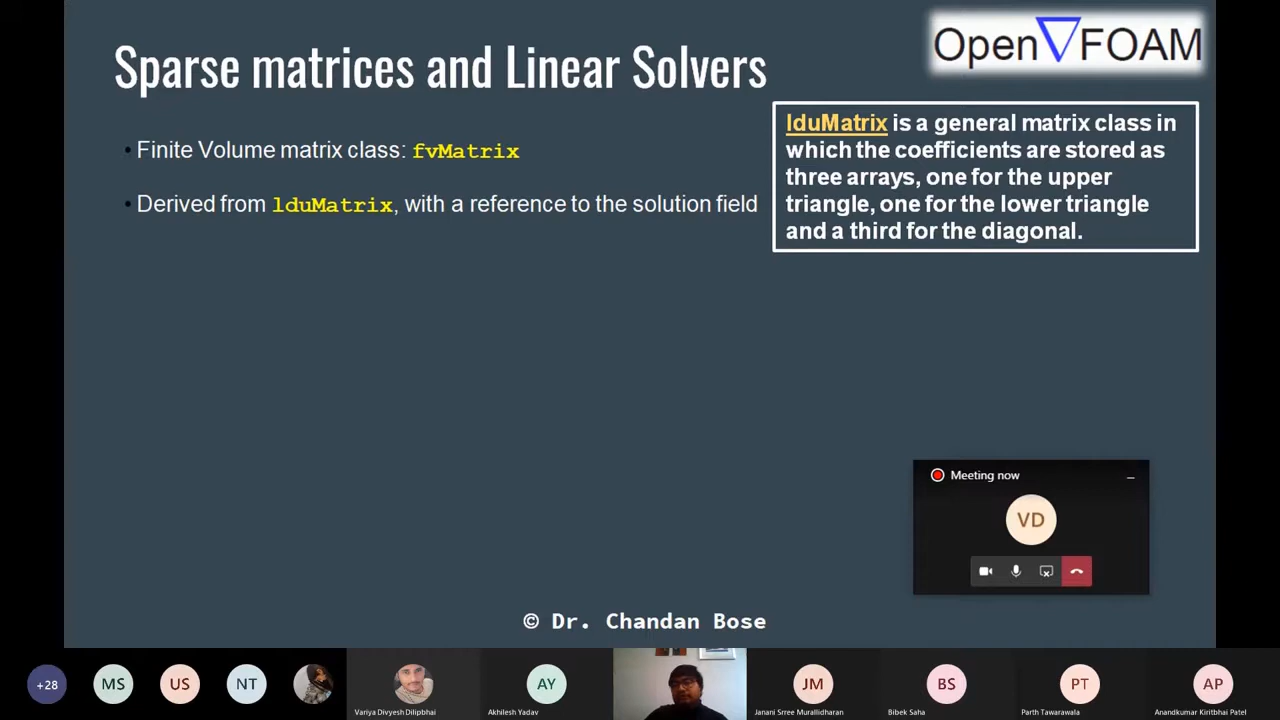 Sparse matrices and Linear Solvers
Open∇FOAM
• Finite Volume matrix class: fvMatrix
• Derived from lduMatrix, with a reference to the solution field
lduMatrix is a general matrix class in
which the coefficients are stored as
three arrays, one for the upper
triangle, one for the lower triangle
and a third for the diagonal.
Meeting now
VD
© Dr. Chandan Bose
+28
MS
US
NT
Variya Divyesh Dilipbhai
AY
Akhilesh Yadav
JM
Janani Srree Murallidharan
BS
Bibek Saha
PT
Parth Tawarawala
AP
Anandkumar Kiritbhai Patel